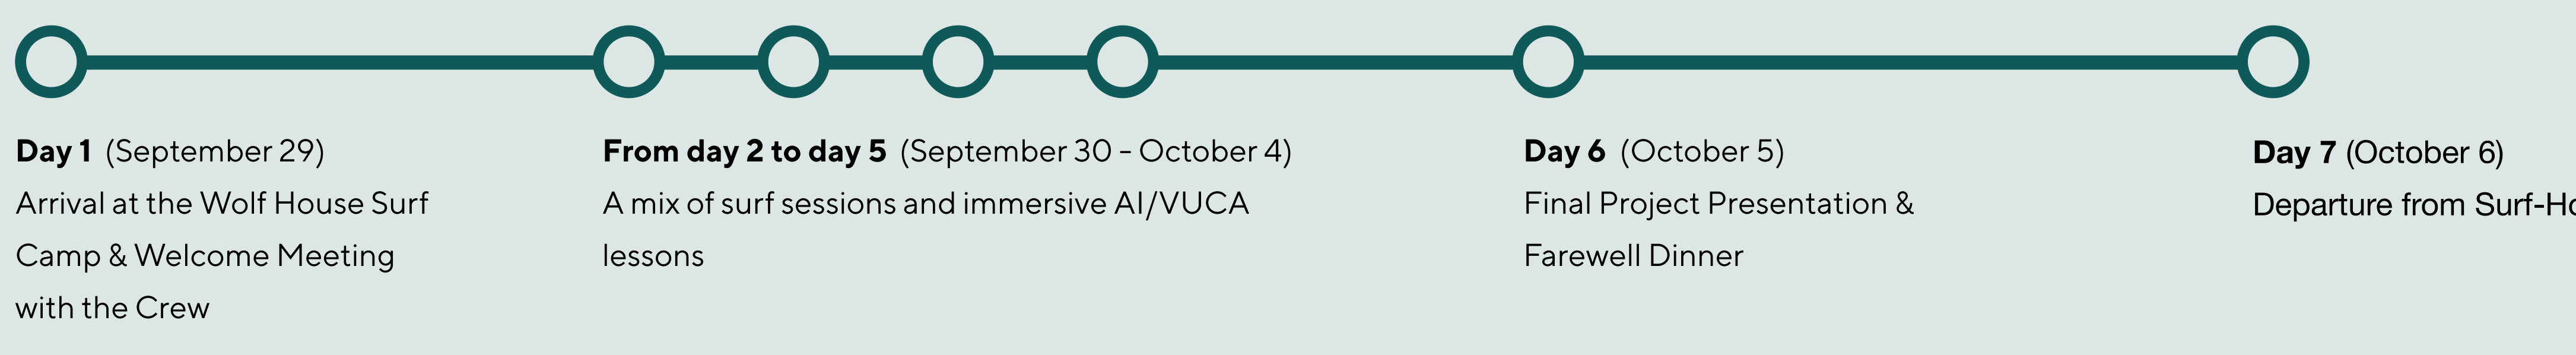 Day 1 (September 29)
Arrival at the Wolf House Surf
Camp & Welcome Meeting
with the Crew
From day 2 to day 5 (September 30 - October 4)
A mix of surf sessions and immersive AI/VUCA
lessons
Day 6 (October 5)
Final Project Presentation &
Farewell Dinner
Day 7 (October 6)
Departure from